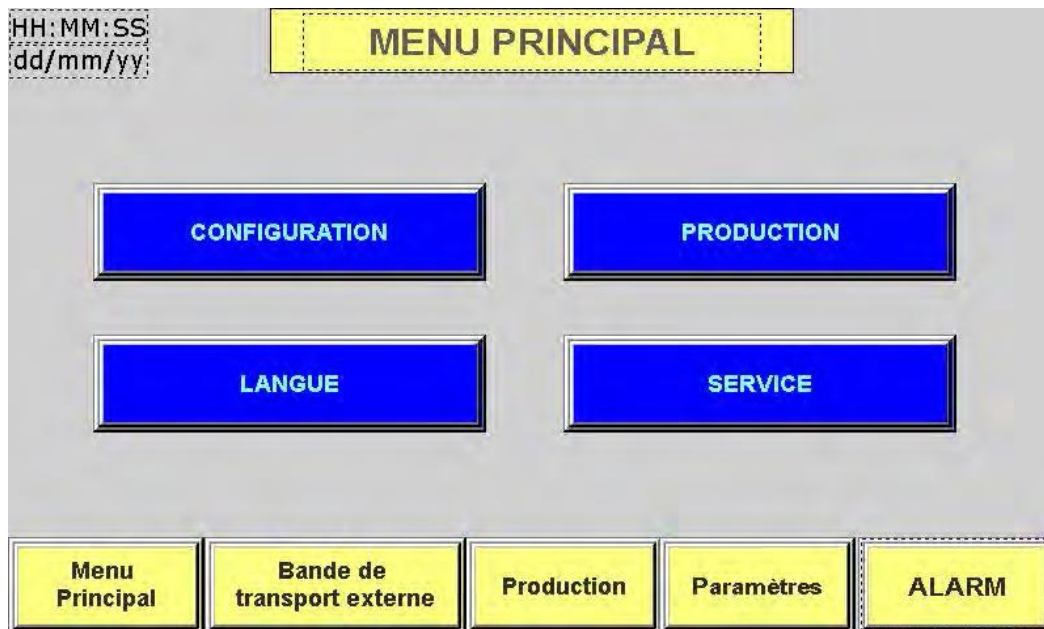 HH:MM:SS
dd/mm/yy
MENU PRINCIPAL
CONFIGURATION
PRODUCTION
LANGUE
SERVICE
Menu
Principal
Bande de
transport externe
Production
Paramètres
ALARM